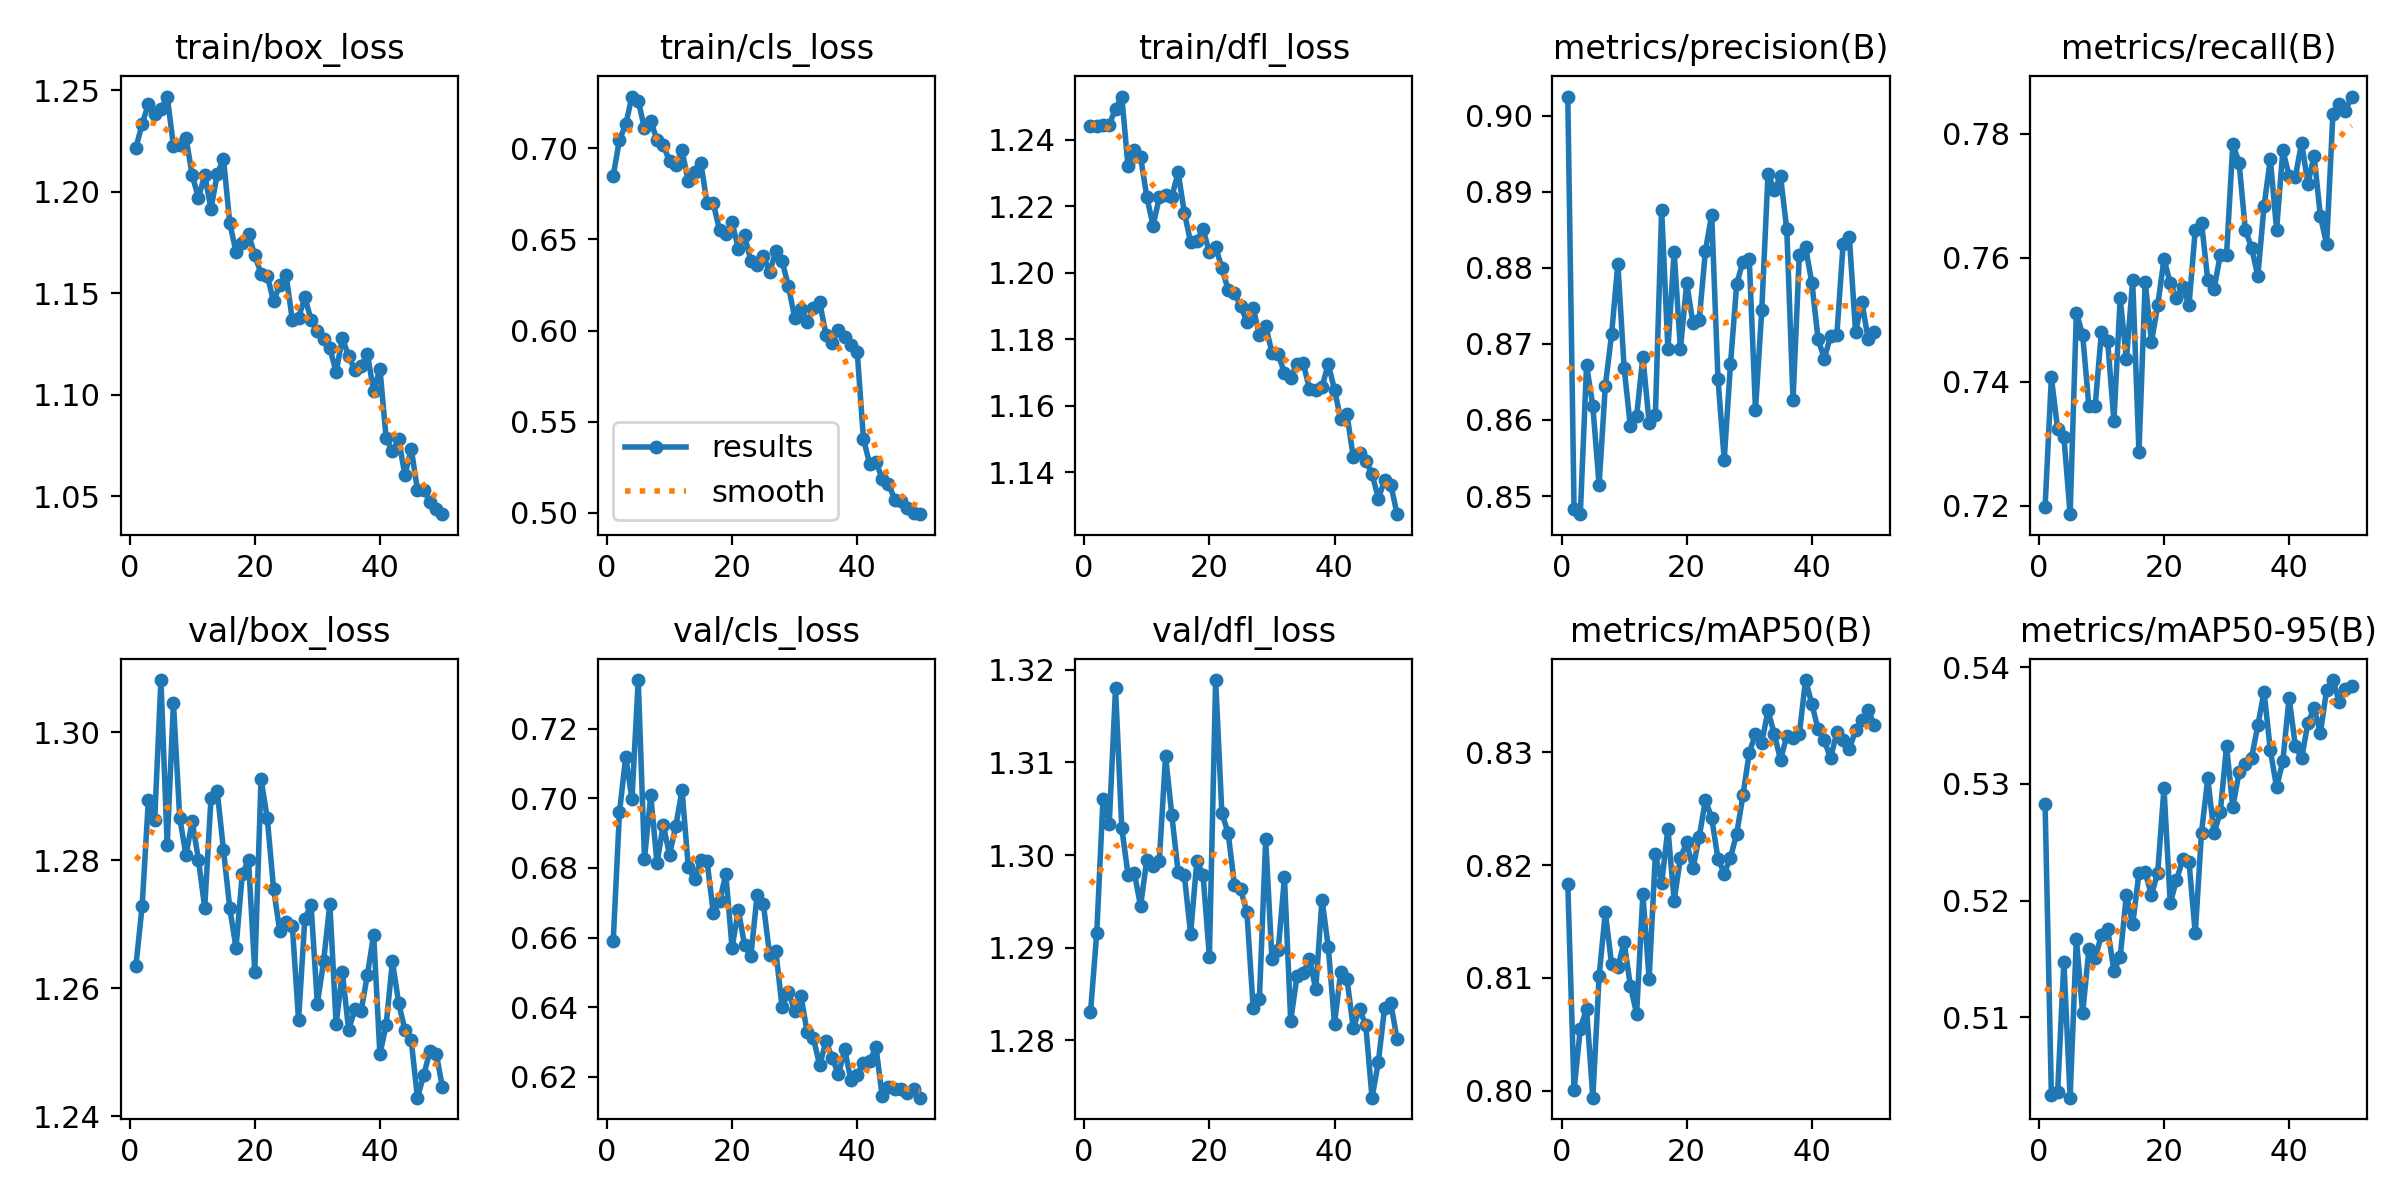 train/box_loss
1.25
1.20
1.15
1.10
1.05
0 20 40
train/cls_loss
0.70
0.65
0.60
0.55
0.50
results
smooth
0 20 40
train/dfl_loss
1.24
1.22
1.20
1.18
1.16
1.14
0 20 40
metrics/precision(B)
0.90
0.89
0.88
0.87
0.86
0.85
0 20 40
metrics/recall(B)
0.78
0.76
0.74
0.72
0 20 40
val/box_loss
1.30
1.28
1.26
1.24
0 20 40
val/cls_loss
0.72
0.70
0.68
0.66
0.64
0.62
0 20 40
val/dfl_loss
1.32
1.31
1.30
1.29
1.28
0 20 40
metrics/mAP50(B)
0.83
0.82
0.81
0.80
0 20 40
metrics/mAP50-95(B)
0.54
0.53
0.52
0.51
0 20 40